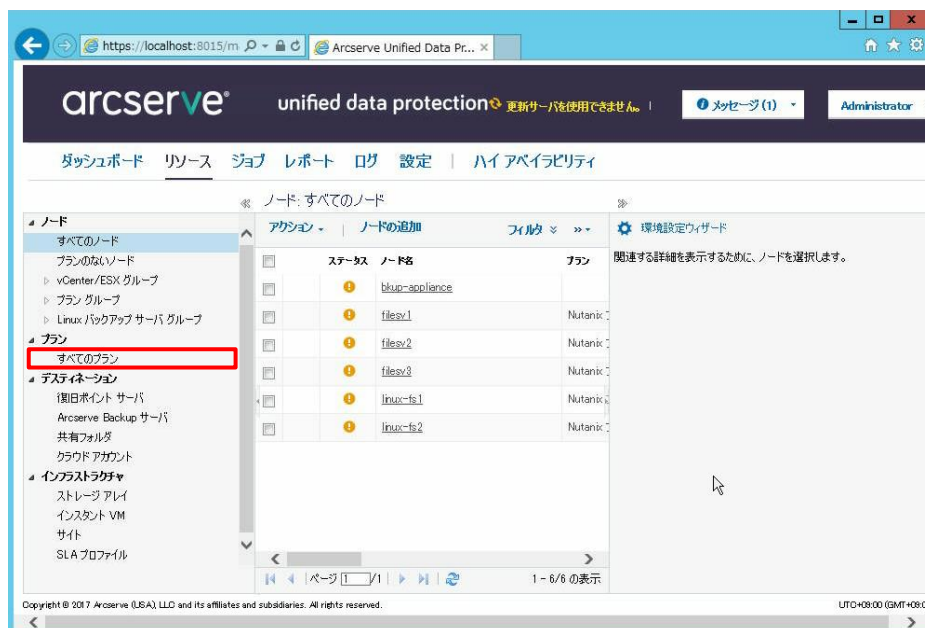 https://localhost:8015/m
Arcserve Unified Data Pr...
arcserve®
unified data protection
更新サーバを使用できません。
メッセージ(1)
Administrator
ダッシュボード リソース ジョブ レポート ログ 設定 | ハイ アベイラビリティ
ノード: すべてのノード
ノード
すべてのノード
プランのないノード
vCenter/ESX グループ
プラン グループ
Linux バックアップ サーバ グループ
プラン
すべてのプラン
デスティネーション
復旧ポイント サーバ
Arcserve Backup サーバ
共有フォルダ
クラウド アカウント
インフラストラクチャ
ストレージ アレイ
インスタント VM
サイト
SLA プロファイル
アクション | ノードの追加 フィルタ
ステータス ノード名 プラン
bkup-appliance
filesv1 Nutanix
filesv2 Nutanix
filesv3 Nutanix
linux-fs1 Nutanix
linux-fs2 Nutanix
ページ 1 /1
1 - 6/6 の表示
環境設定ウィザード
関連する詳細を表示するために、ノードを選択します。
Copyright © 2017 Arcserve (USA), LLC and its affiliates and subsidiaries. All rights reserved.
UTC+09:00 (GMT+09:0